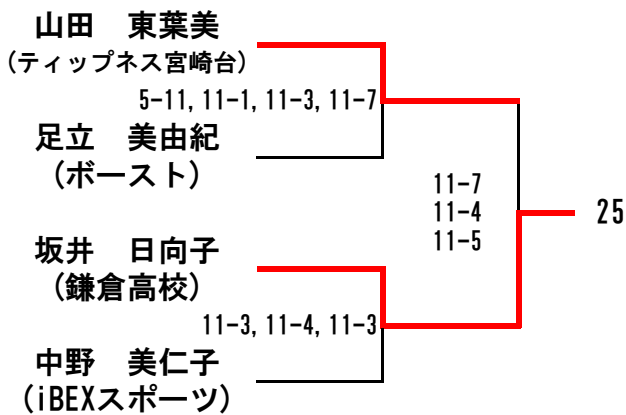 山田　東葉美
(ティップネス宮崎台)
5-11, 11-1, 11-3, 11-7
足立　美由紀
(ボースト)
11-7
11-4
11-5
25
坂井　日向子
(鎌倉高校)
11-3, 11-4, 11-3
中野　美仁子
(iBEXスポーツ)